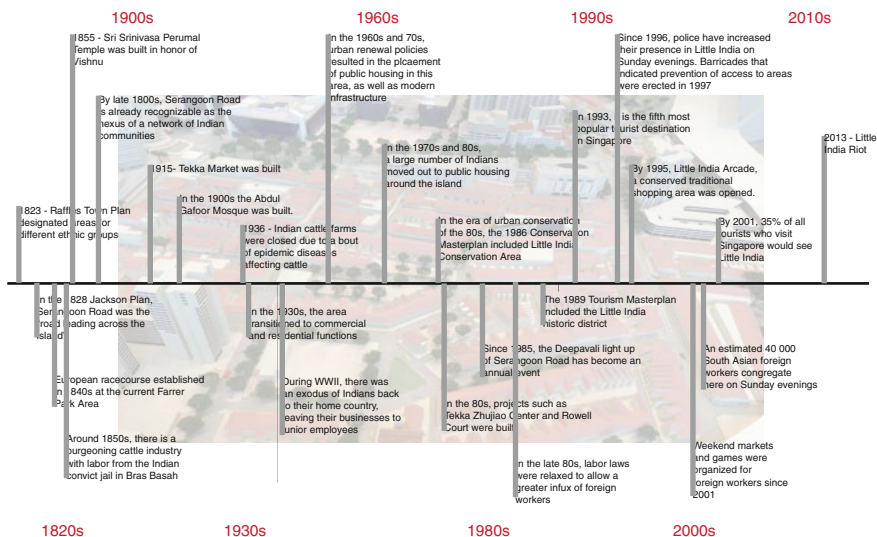 1900s
1960s
1990s
2010s
1855 - Sri Srinivasa Perumal
Temple was built in honor of
Vishnu
By late 1800s, Serangoon Road
is already recognizable as the
nexus of a network of Indian
communities
1915- Tekka Market was built
In the 1900s the Abdul
Gafoor Mosque was built.
1823 - Raffles Town Plan
designated areas for
different ethnic groups
1936 - Indian cattle farms
were closed due to a bout
of epidemic diseases
affecting cattle
In the 1960s and 70s,
urban renewal policies
resulted in the plcaement
of public housing in this
area, as well as modern
infrastructure
In the 1970s and 80s,
a large number of Indians
moved out to public housing
around the island
In the era of urban conservation
of the 80s, the 1986 Conservation
Masterplan included Little India
Conservation Area
Since 1996, police have increased
their presence in Little India on
Sunday evenings. Barricades that
indicated prevention of access to areas
were erected in 1997
In 1993, it is the fifth most
popular tourist destination
in Singapore
By 1995, Little India Arcade,
a conserved traditional
shopping area was opened.
By 2001, 35% of all
tourists who visit
Singapore would see
Little India
2013 - Little
India Riot
In the 1828 Jackson Plan,
Serangoon Road was the
'road leading across the
island'
European racecourse established
in 1840s at the current Farrer
Park Area
Around 1850s, there is a
burgeoning cattle industry
with labor from the Indian
convict jail in Bras Basah
In the 1930s, the area
transitioned to commercial
and residential functions
During WWII, there was
an exodus of Indians back
to their home country,
leaving their businesses to
junior employees
The 1989 Tourism Masterplan
included the Little India
historic district
Since 1985, the Deepavali light up
of Serangoon Road has become an
annual event
In the 80s, projects such as
Tekka Zhujiao Center and Rowell
Court were built
In the late 80s, labor laws
were relaxed to allow a
greater infux of foreign
workers
An estimated 40 000
South Asian foreign
workers congregate
here on Sunday evenings
Weekend markets
and games were
organized for
foreign workers since
2001
1820s
1930s
1980s
2000s